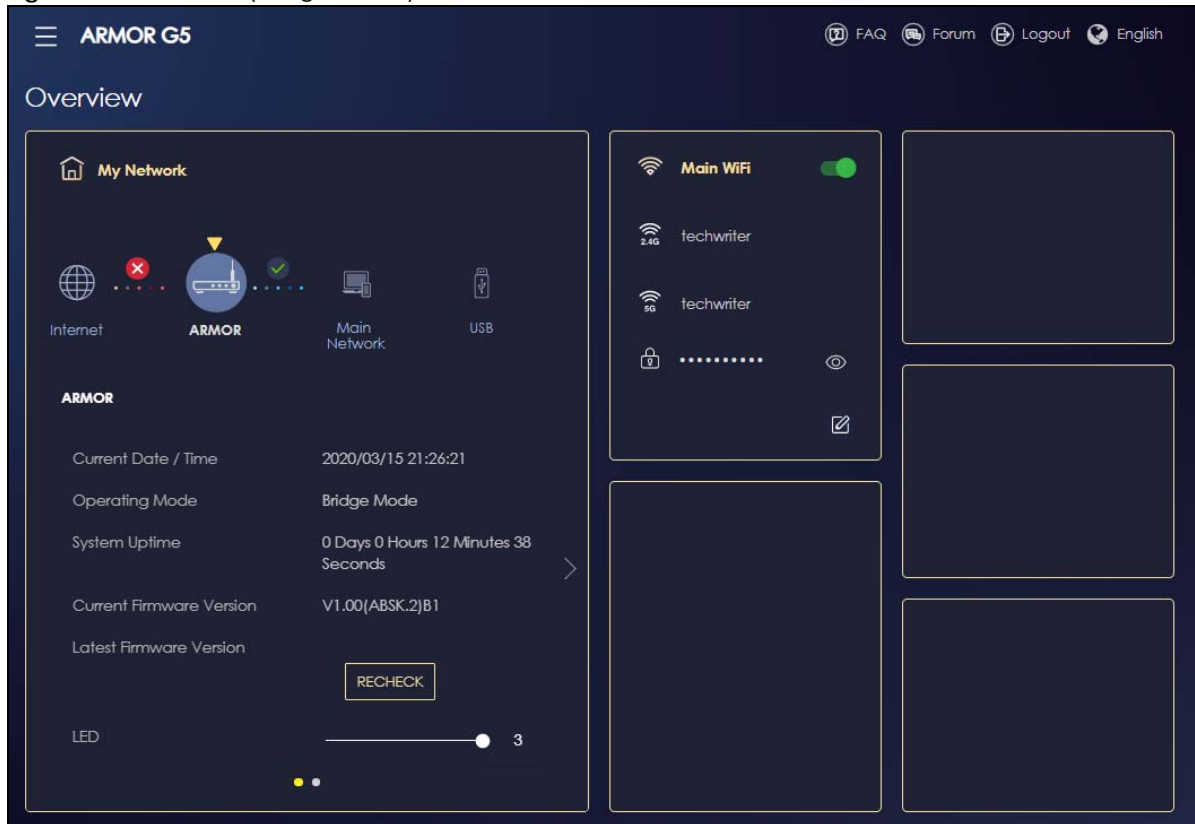 ARMOR G5
FAQ
Forum
Logout
English
Overview
My Network
Internet
ARMOR
Main
Network
USB
ARMOR
Current Date / Time 2020/03/15 21:26:21
Operating Mode Bridge Mode
System Uptime 0 Days 0 Hours 12 Minutes 38
Seconds
Current Firmware Version V1.00(ABSK.2)B1
Latest Firmware Version
RECHECK
LED 3
Main WiFi
2.4G techwriter
5G techwriter
••••••••••